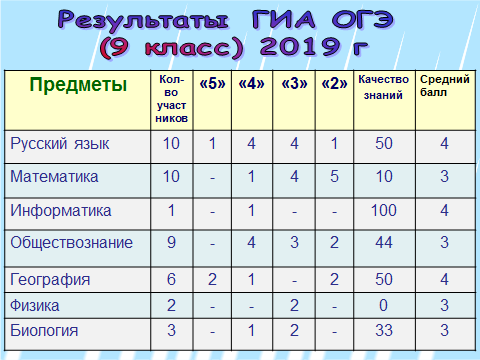 Результаты ГИА ОГЭ
(9 класс) 2019 г
Предметы Кол-во участников «5» «4» «3» «2» Качество знаний Средний балл
Русский язык 10 1 4 4 1 50 4
Математика 10 - 1 4 5 10 3
Информатика 1 - 1 - - 100 4
Обществознание 9 - 4 3 2 44 3
География 6 2 1 - 2 50 4
Физика 2 - - 2 - 0 3
Биология 3 - 1 2 - 33 3